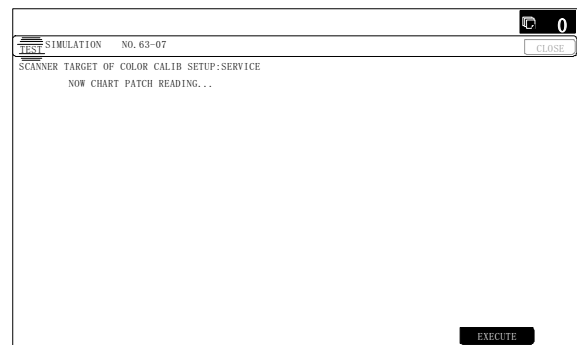 0
TEST SIMULATION NO.63-07
CLOSE
SCANNER TARGET OF COLOR CALIB SETUP:SERVICE
NOW CHART PATCH READING...
EXECUTE